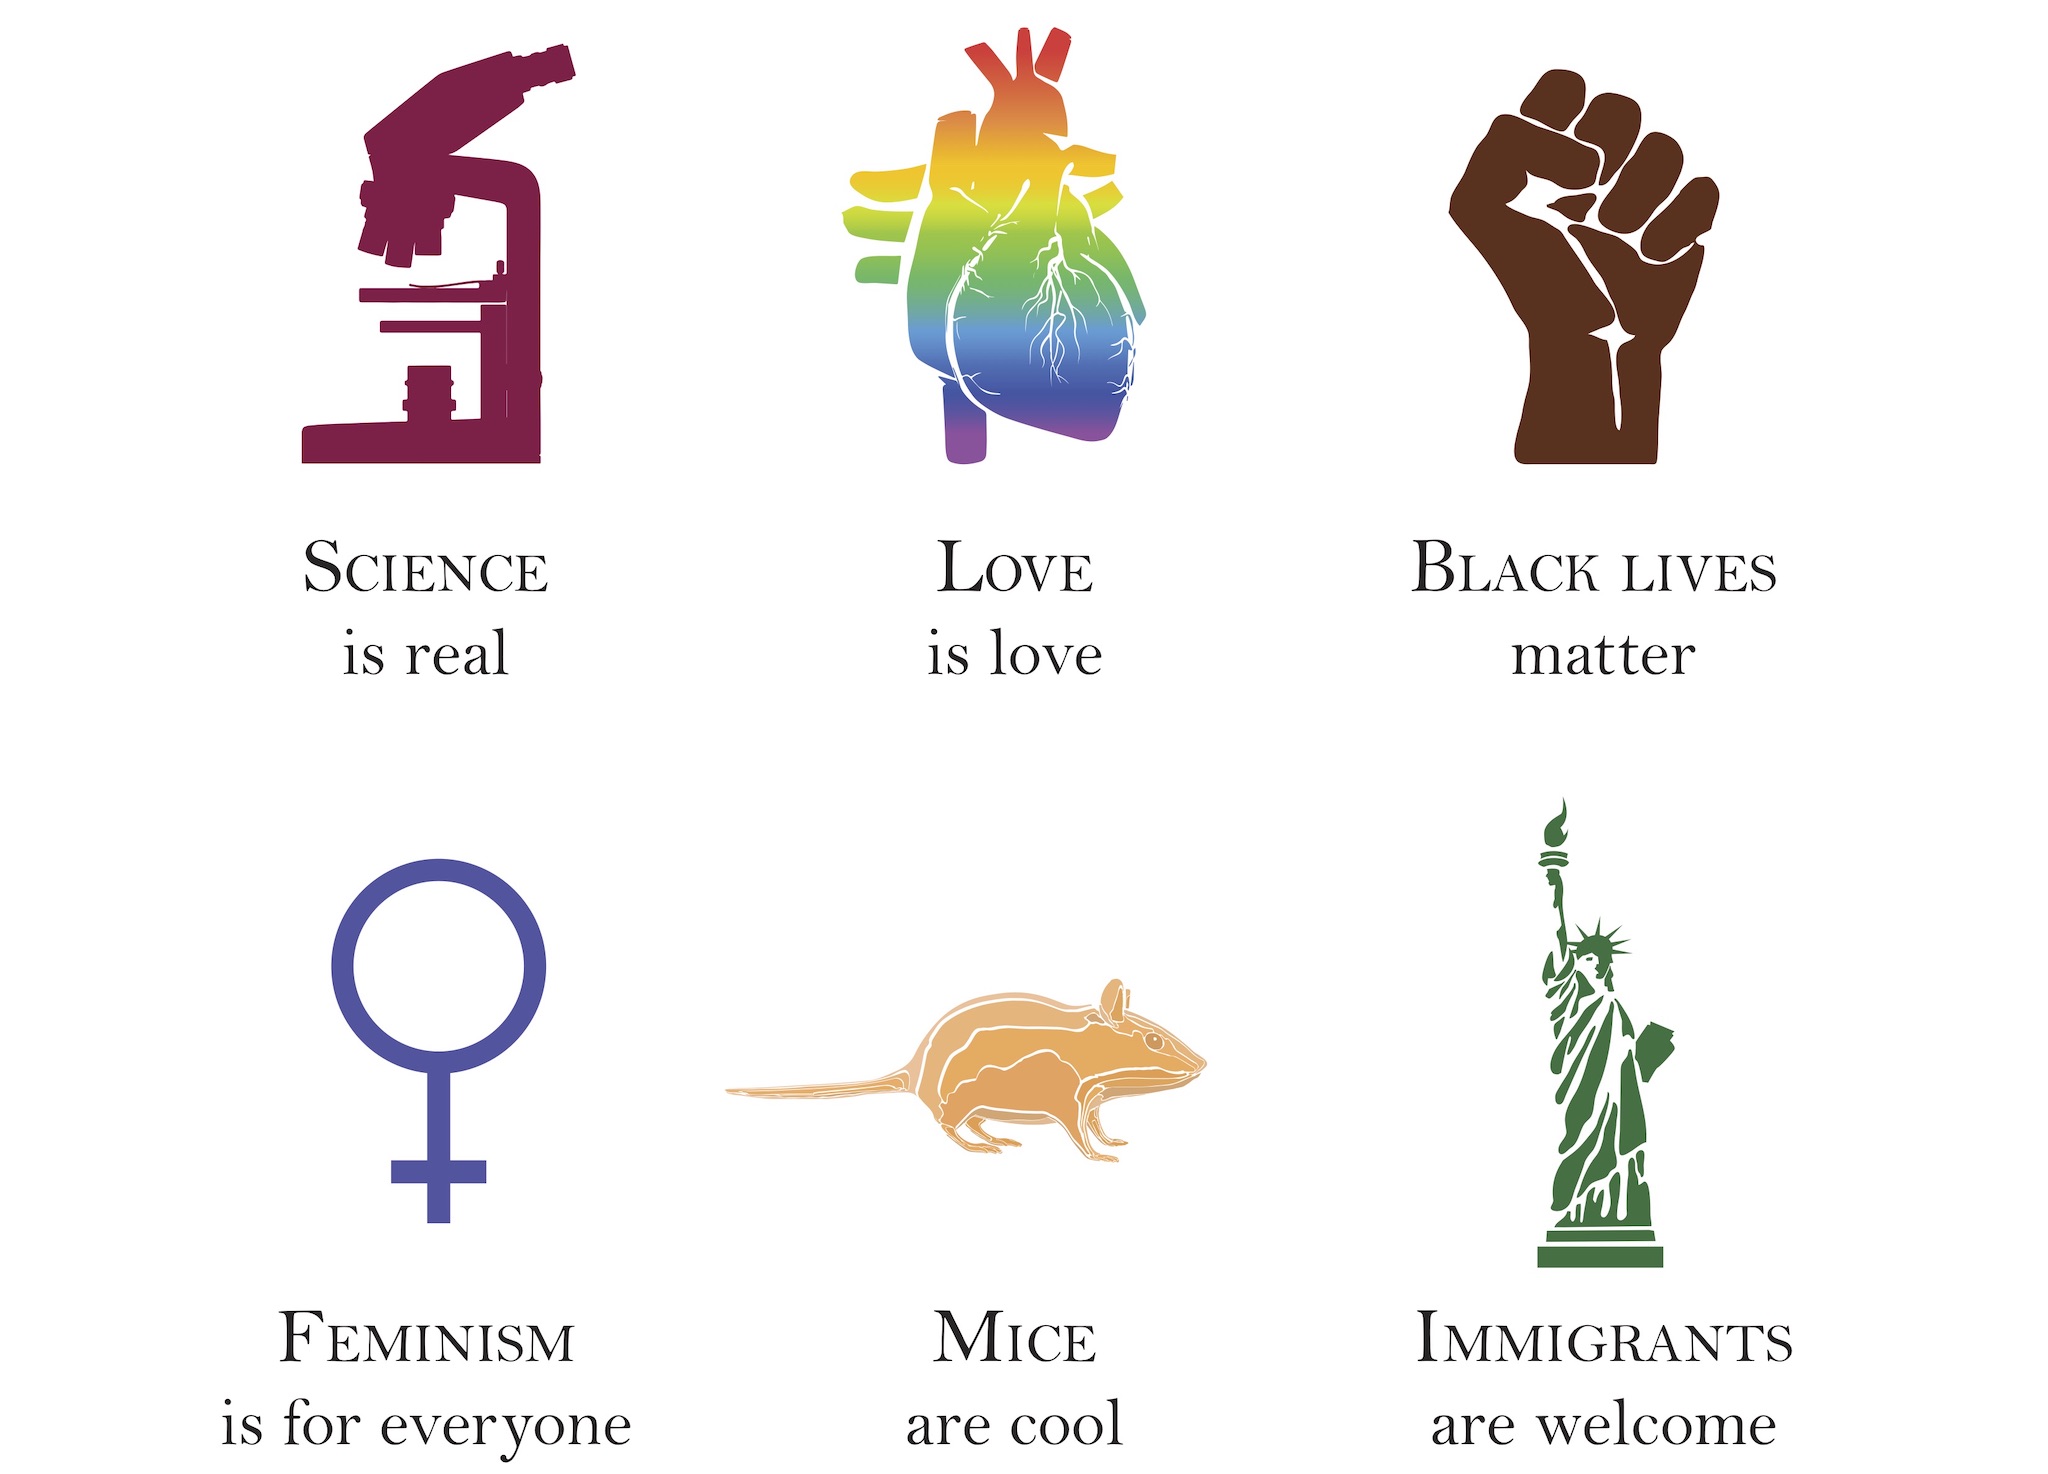 Science
is real
Love
is love
Black lives
matter
Feminism
is for everyone
Mice
are cool
Immigrants
are welcome